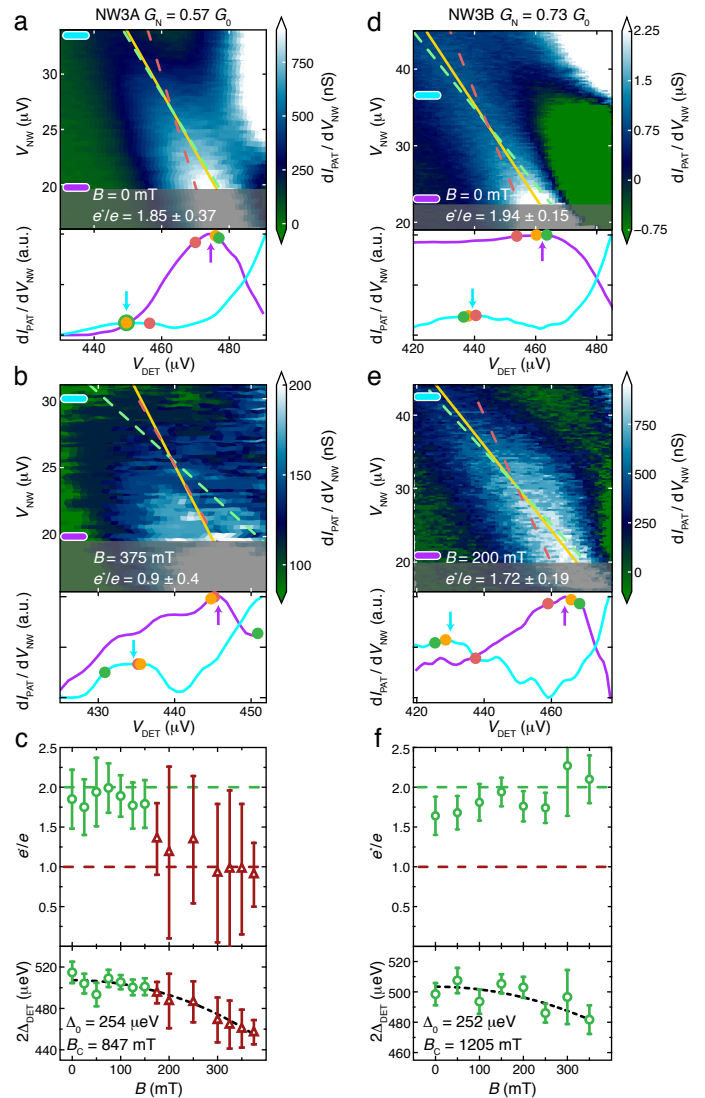 NW3A G_N = 0.57 G_0
NW3B G_N = 0.73 G_0
a
30
25
20
V_NW (μV)
B = 0 mT
e*/e = 1.85 ± 0.37
750
500
250
0
dI_PAT / dV_NW (nS)
dI_PAT / dV_NW (a.u.)
440
460
480
V_DET (μV)
d
40
30
20
V_NW (μV)
B = 0 mT
e*/e = 1.94 ± 0.15
2.25
1.5
0.75
0
−0.75
dI_PAT / dV_NW (μS)
dI_PAT / dV_NW (a.u.)
420
440
460
480
V_DET (μV)
b
30
25
20
V_NW (μV)
B = 375 mT
e*/e = 0.9 ± 0.4
200
150
100
dI_PAT / dV_NW (nS)
dI_PAT / dV_NW (a.u.)
430
440
450
V_DET (μV)
e
40
30
20
V_NW (μV)
B = 200 mT
e*/e = 1.72 ± 0.19
750
500
250
0
dI_PAT / dV_NW (nS)
dI_PAT / dV_NW (a.u.)
420
440
460
V_DET (μV)
c
2.5
2.0
1.5
1.0
0.5
e*/e
520
480
440
2Δ_DET (μeV)
Δ_0 = 254 μeV
B_C = 847 mT
0
100
200
300
B (mT)
f
2.5
2.0
1.5
1.0
0.5
e*/e
520
500
480
460
2Δ_DET (μeV)
Δ_0 = 252 μeV
B_C = 1205 mT
0
100
200
300
B (mT)